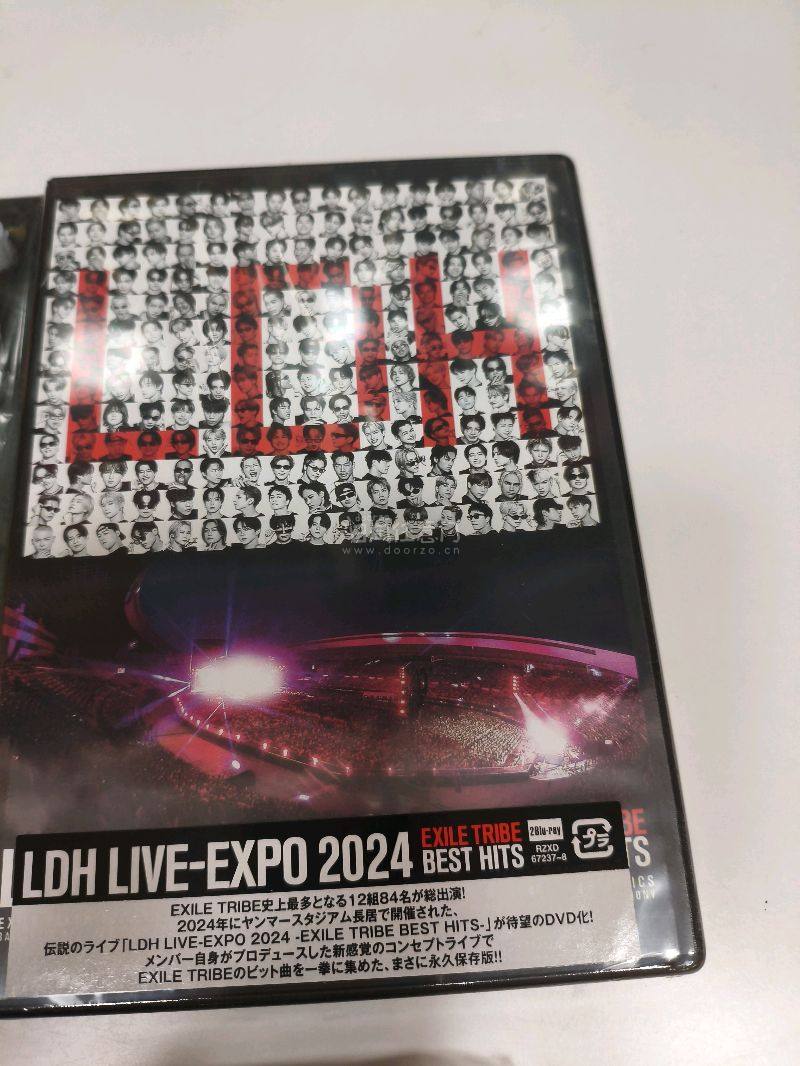 LDH
www.doorzo.cn
LDH LIVE-EXPO 2024
EXILE TRIBE
BEST HITS
2Blu-ray
RZXD
67237~8
プラ
BE
TS
ICS
EXILE TRIBE史上最多となる12組84名が総出演!
2024年にヤンマースタジアム長居で開催された、
伝説のライブ「LDH LIVE-EXPO 2024 -EXILE TRIBE BEST HITS-」が待望のDVD化!
メンバー自身がプロデュースした新感覚のコンセプトライブで
EXILE TRIBEのヒット曲を一挙に集めた、まさに永久保存版!!